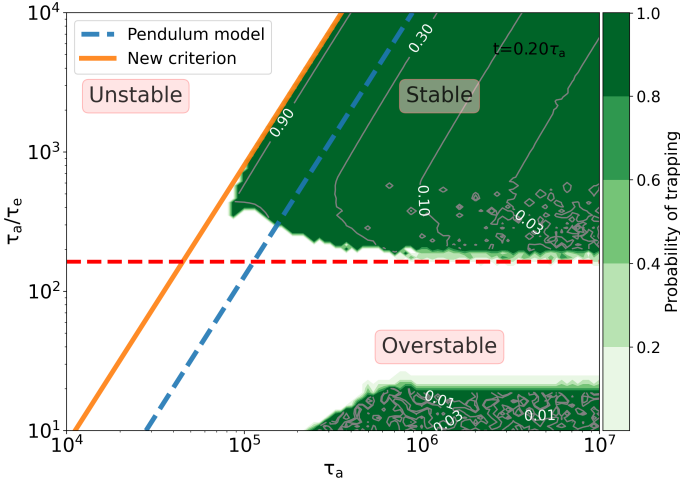 10⁴
10³
10²
10¹
τₐ/τₑ
Pendulum model
New criterion
Unstable
Stable
Overstable
t=0.20τₐ
0.30
0.90
0.10
0.03
0.01
0.03
0.01
10⁴
10⁵
10⁶
10⁷
τₐ
1.0
0.8
0.6
0.4
0.2
Probability of trapping